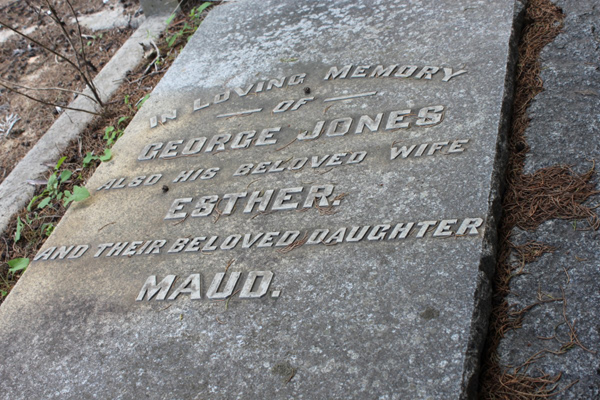 IN LOVING MEMORY
OF
GEORGE JONES
ALSO HIS BELOVED WIFE
ESTHER.
AND THEIR BELOVED DAUGHTER
MAUD.